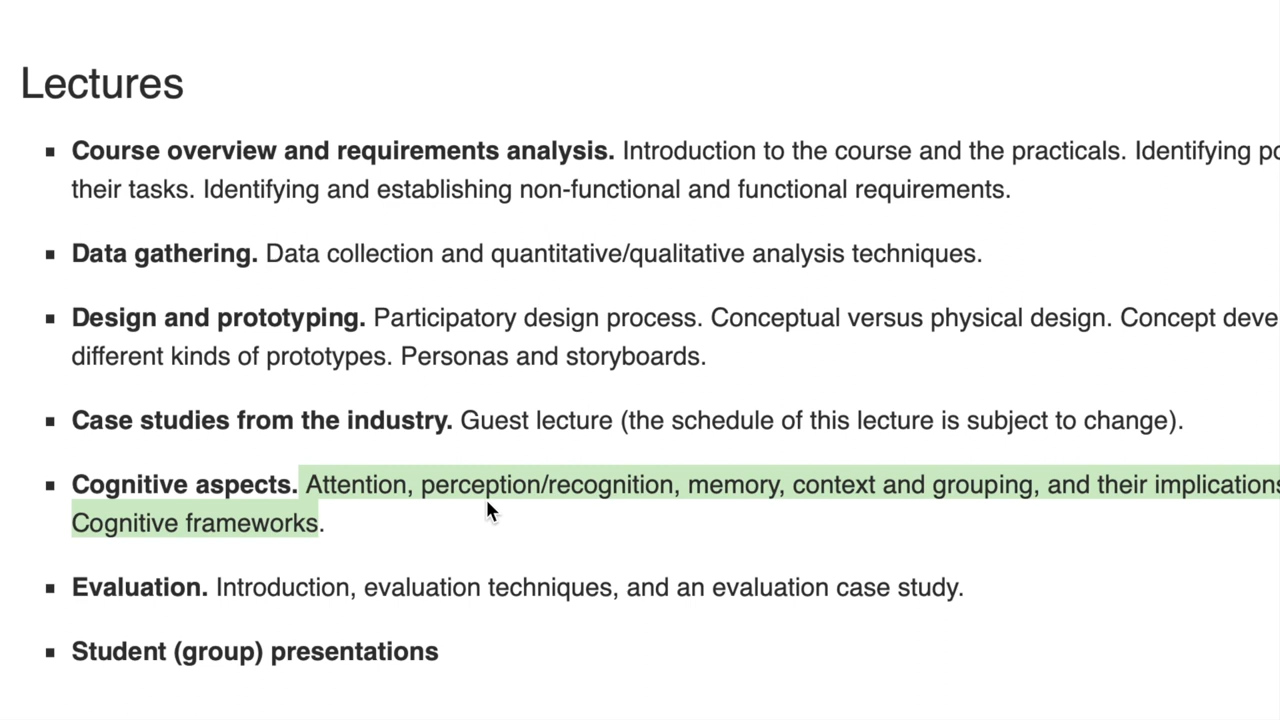 Lectures
Course overview and requirements analysis. Introduction to the course and the practicals. Identifying
their tasks. Identifying and establishing non-functional and functional requirements.
Data gathering. Data collection and quantitative/qualitative analysis techniques.
Design and prototyping. Participatory design process. Conceptual versus physical design. Concept
different kinds of prototypes. Personas and storyboards.
Case studies from the industry. Guest lecture (the schedule of this lecture is subject to change).
Cognitive aspects. Attention, perception/recognition, memory, context and grouping, and their implications
Cognitive frameworks.
Evaluation. Introduction, evaluation techniques, and an evaluation case study.
Student (group) presentations